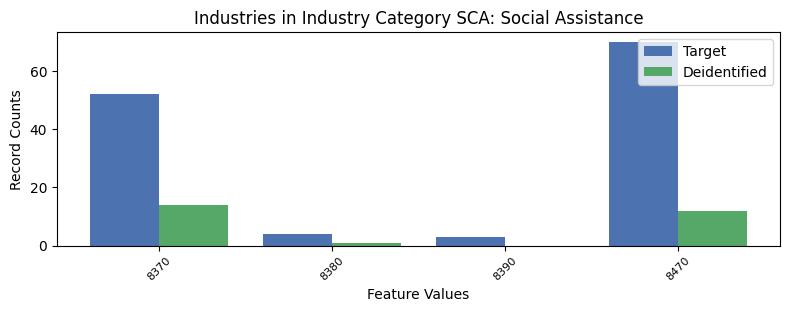 Industries in Industry Category SCA: Social Assistance
Target
Deidentified
Record Counts
60
40
20
0
8370
8380
8390
8470
Feature Values